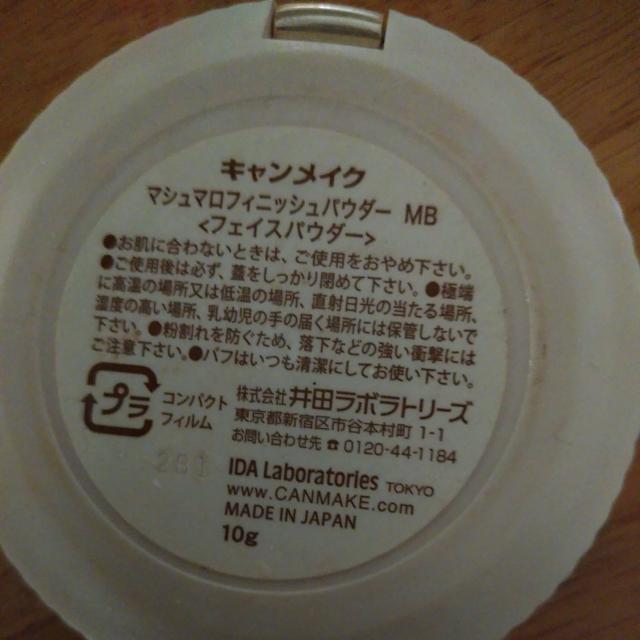 キャンメイク
マシュマロフィニッシュパウダー MB
<フェイスパウダー>
●お肌に合わないときは、ご使用をおやめ下さい。
●ご使用後は必ず、蓋をしっかり閉めて下さい。●極端
に高温の場所又は低温の場所、直射日光の当たる場所、
湿度の高い場所、乳幼児の手の届く場所には保管しないで
下さい。●粉割れを防ぐため、落下などの強い衝撃には
ご注意下さい。●パフはいつも清潔にしてお使い下さい。
プラ
コンパクト
フィルム
株式会社 井田ラボラトリーズ
東京都新宿区市谷本村町 1-1
お問い合わせ先 ☎ 0120-44-1184
IDA Laboratories TOKYO
www.CANMAKE.com
MADE IN JAPAN
10g